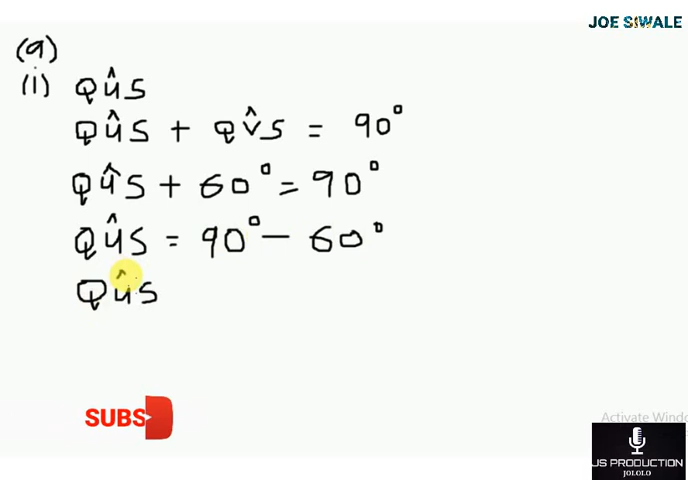 JOE SIWALE
(a)
(i) QÛS
QÛS + QV̂S = 90°
QÛS + 60° = 90°
QÛS = 90° - 60°
QÛS
SUBS
Activate Windo
JS PRODUCTION
JOLOLO